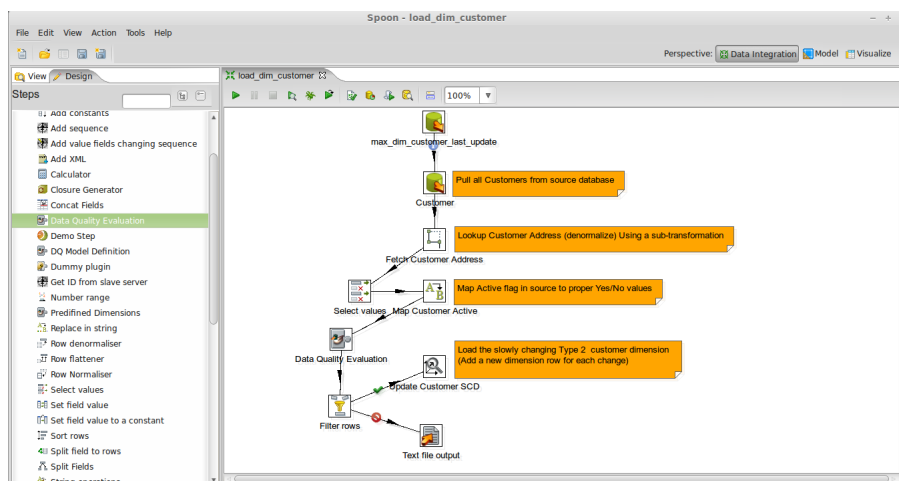 Spoon - load_dim_customer
File Edit View Action Tools Help
Perspective: Data Integration Model Visualize
View Design
load_dim_customer
Steps
100%
Add constants
Add sequence
Add value fields changing sequence
Add XML
Calculator
Closure Generator
Concat Fields
Data Quality Evaluation
Demo Step
DQ Model Definition
Dummy plugin
Get ID from slave server
Number range
Predifined Dimensions
Replace in string
Row denormaliser
Row flattener
Row Normaliser
Select values
Set field value
Set field value to a constant
Sort rows
Split field to rows
Split Fields
String operations
max_dim_customer_last_update
Customer
Pull all Customers from source database
Fetch Customer Address
Lookup Customer Address (denormalize) Using a sub-transformation
Select values
Map Customer Active
Map Active flag in source to proper Yes/No values
Data Quality Evaluation
Update Customer SCD
Load the slowly changing Type 2 customer dimension
(Add a new dimension row for each change)
Filter rows
Text file output